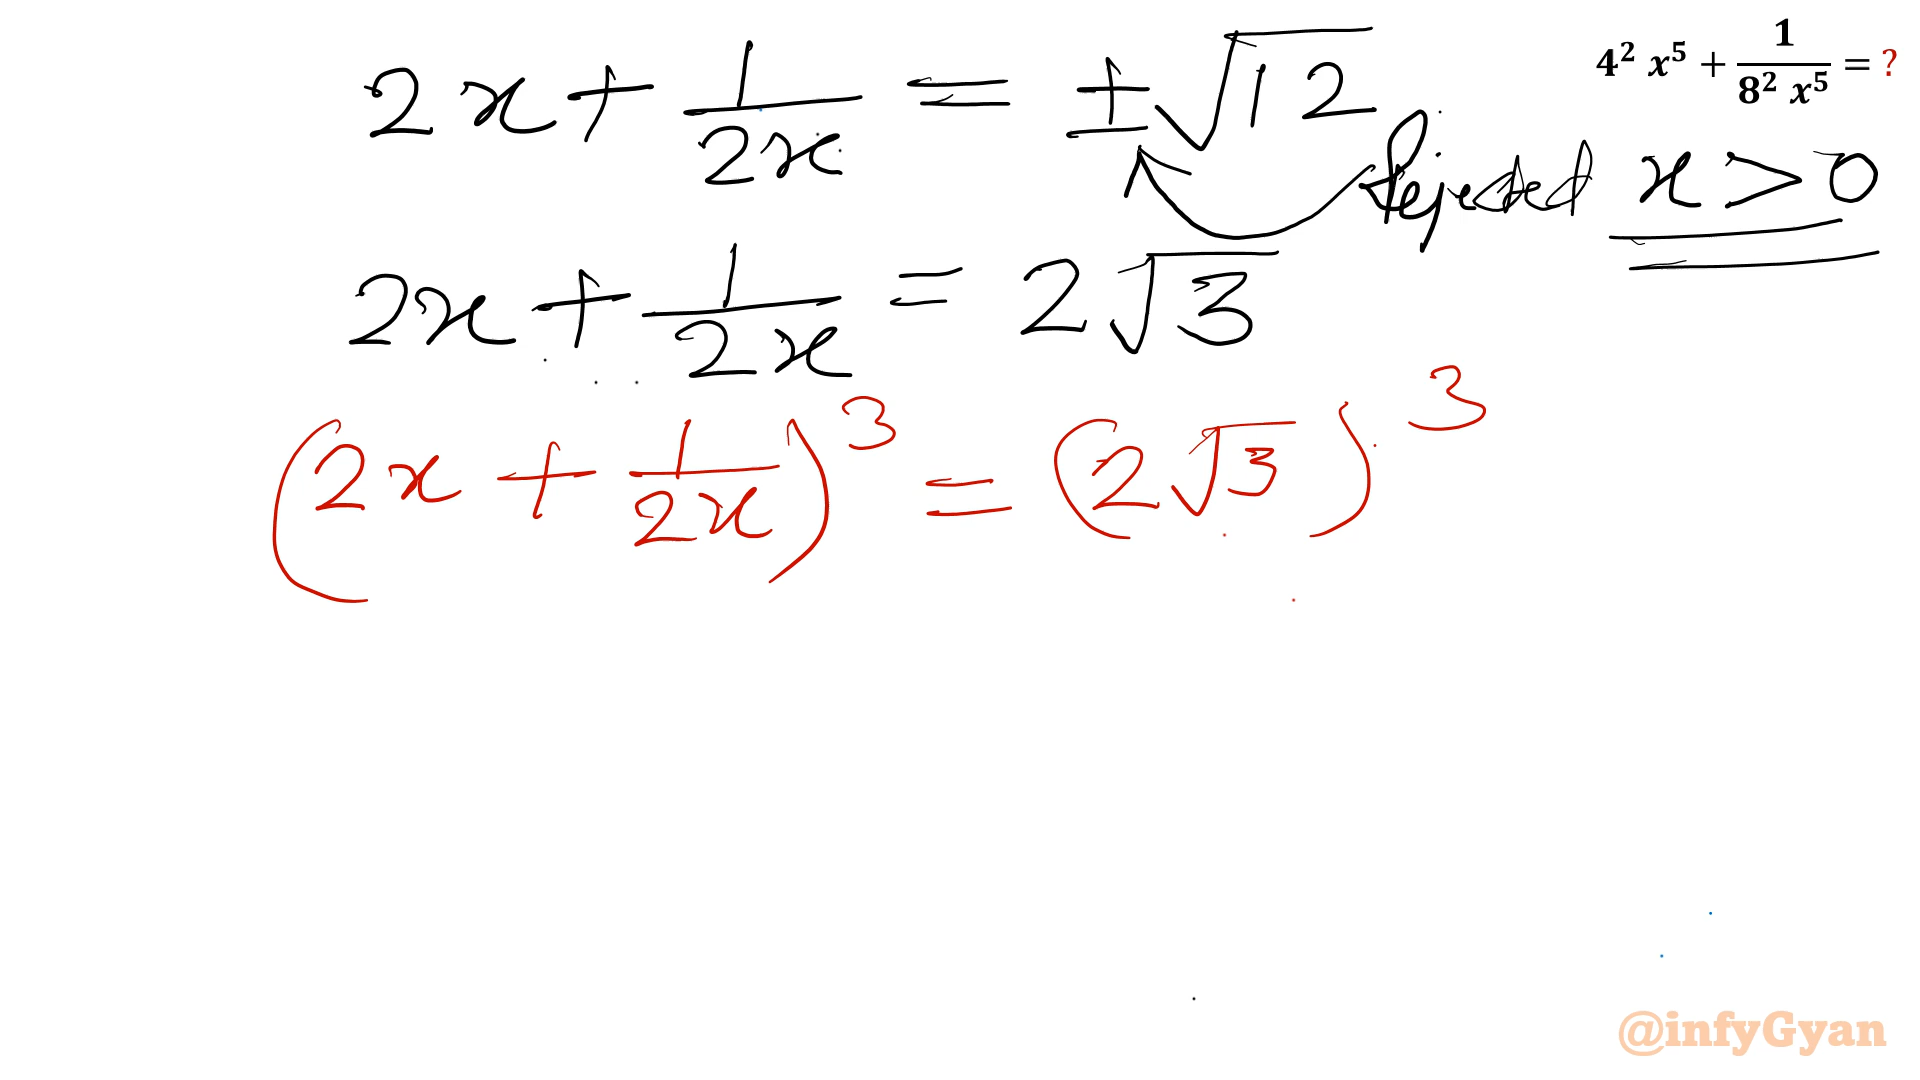 2x + 1/2x = ±√12
4² x⁵ + 1/8² x⁵ = ?
Rejected x > 0
2x + 1/2x = 2√3
(2x + 1/2x)³ = (2√3)³
@infyGyan